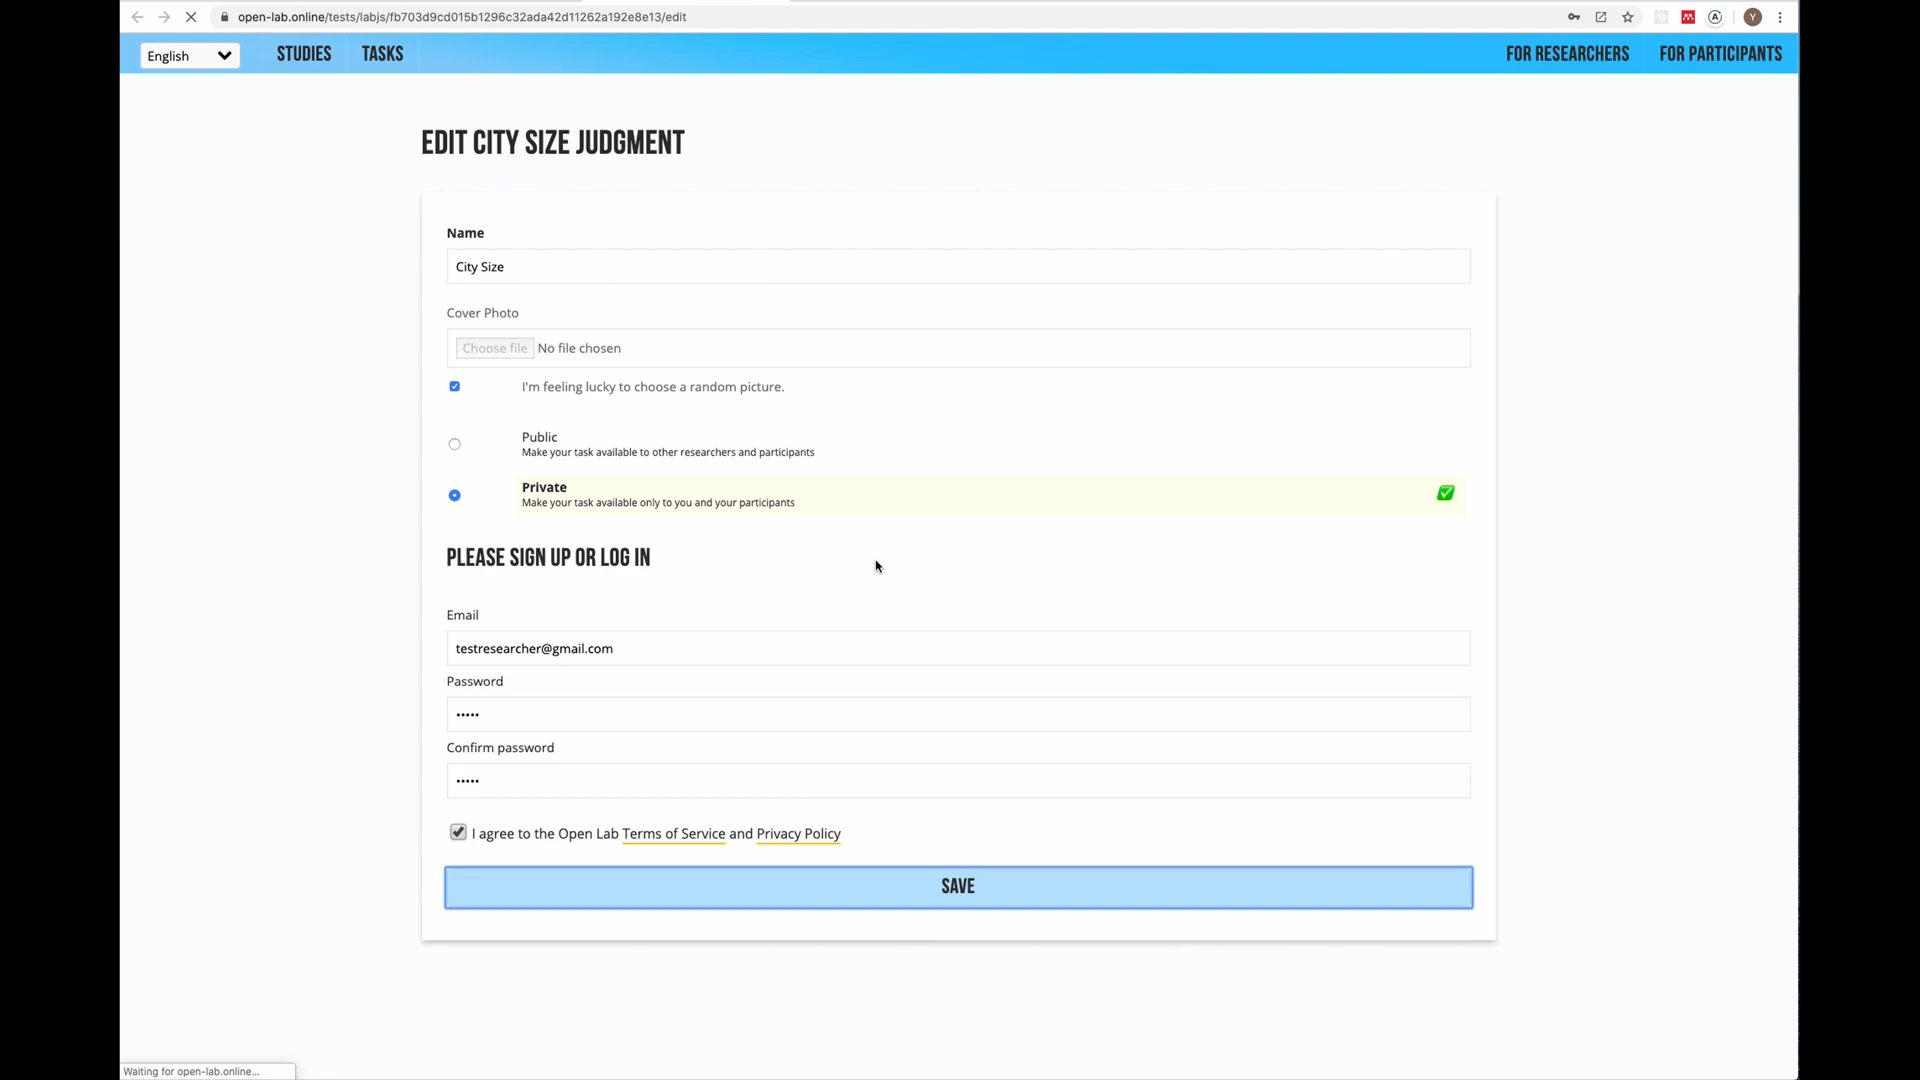 open-lab.online/tests/labjs/fb703d9cd015b1296c32ada42d11262a192e8e13/edit
Y
English
STUDIES
TASKS
FOR RESEARCHERS
FOR PARTICIPANTS
EDIT CITY SIZE JUDGMENT
Name
City Size
Cover Photo
Choose file No file chosen
I'm feeling lucky to choose a random picture.
Public
Make your task available to other researchers and participants
Private
Make your task available only to you and your participants
PLEASE SIGN UP OR LOG IN
Email
testresearcher@gmail.com
Password
•••••
Confirm password
•••••
I agree to the Open Lab Terms of Service and Privacy Policy
SAVE
Waiting for open-lab.online...